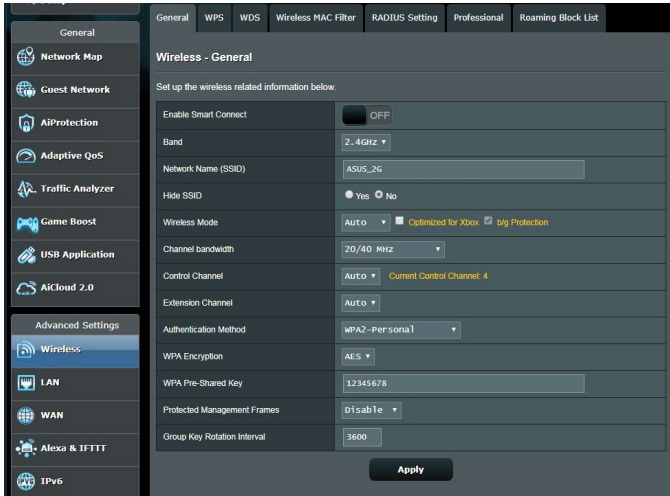 General WPS WDS Wireless MAC Filter RADIUS Setting Professional Roaming Block List
General
Network Map
Guest Network
AiProtection
Adaptive QoS
Traffic Analyzer
Game Boost
USB Application
AiCloud 2.0
Advanced Settings
Wireless
LAN
WAN
Alexa & IFTTT
IPv6
Wireless - General
Set up the wireless related information below.
Enable Smart Connect OFF
Band 2.4GHz
Network Name (SSID) ASUS_2G
Hide SSID Yes No
Wireless Mode Auto Optimized for Xbox b/g Protection
Channel bandwidth 20/40 MHz
Control Channel Auto Current Control Channel: 4
Extension Channel Auto
Authentication Method WPA2-Personal
WPA Encryption AES
WPA Pre-Shared Key 12345678
Protected Management Frames Disable
Group Key Rotation Interval 3600
Apply